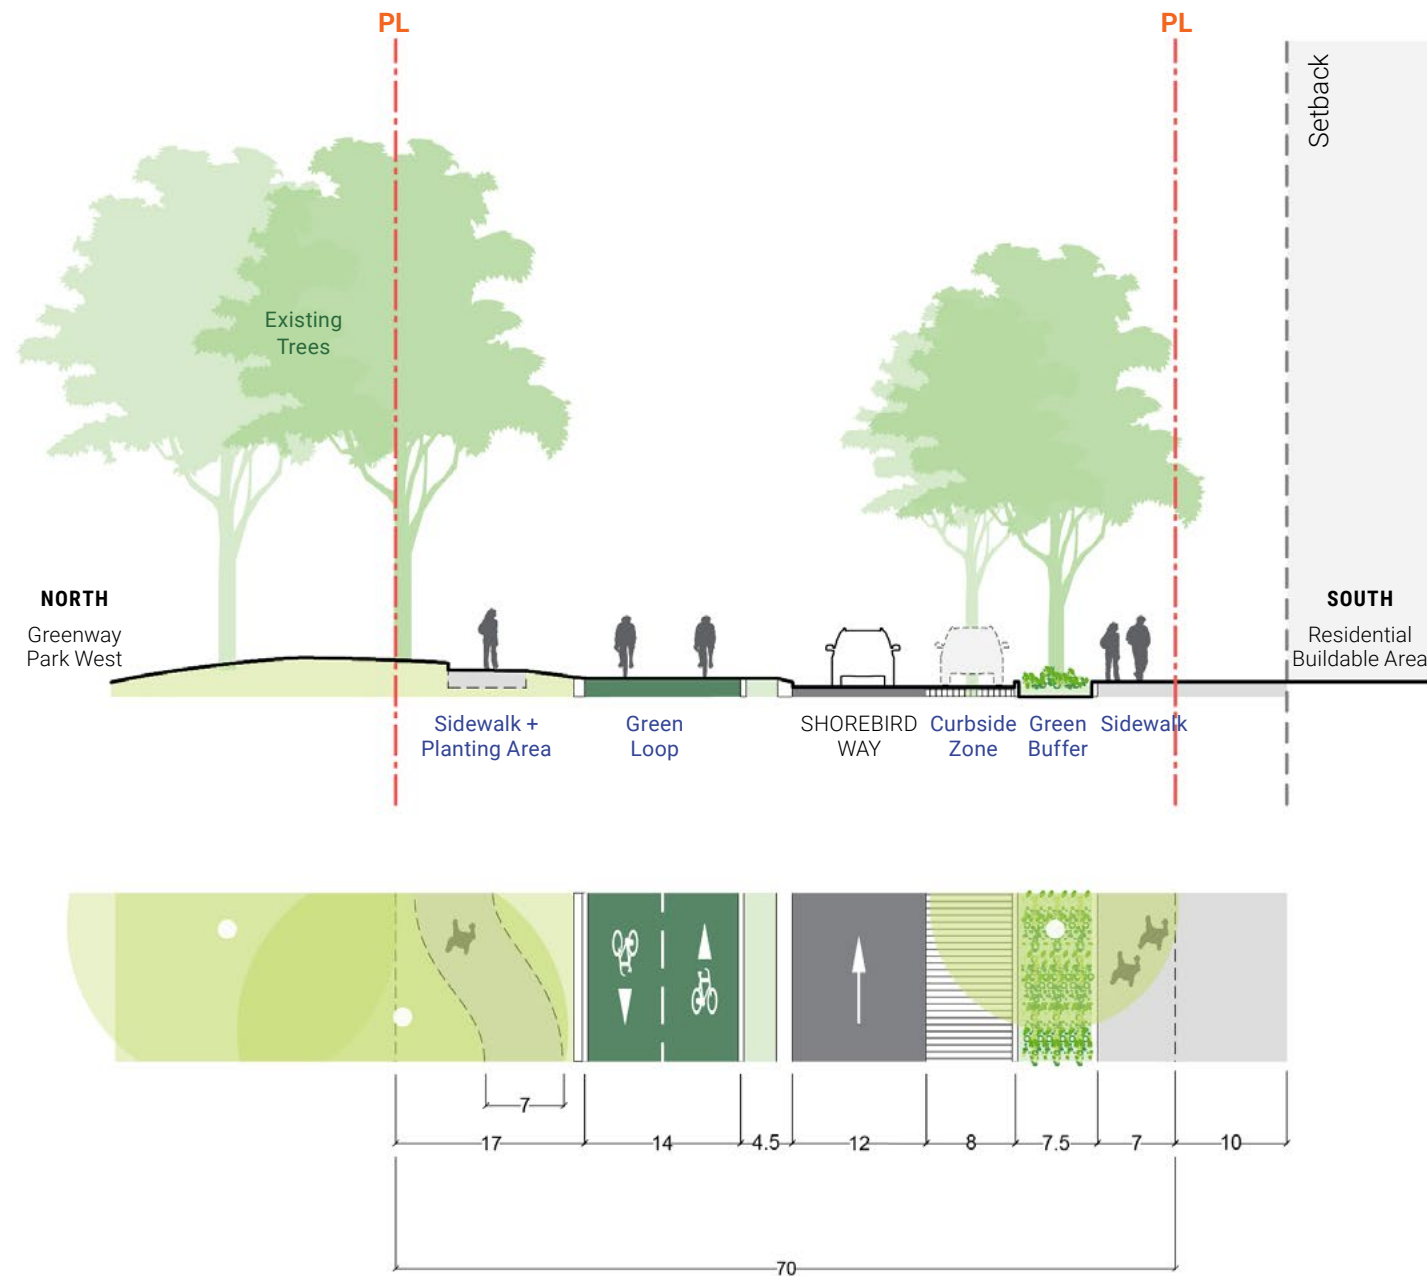 PL
PL
Setback
Existing
Trees
NORTH
Greenway
Park West
SOUTH
Residential
Buildable Area
Sidewalk +
Planting Area
Green
Loop
SHOREBIRD
WAY
Curbside
Zone
Green
Buffer
Sidewalk
7
17
14
4.5
12
8
7.5
7
10
70